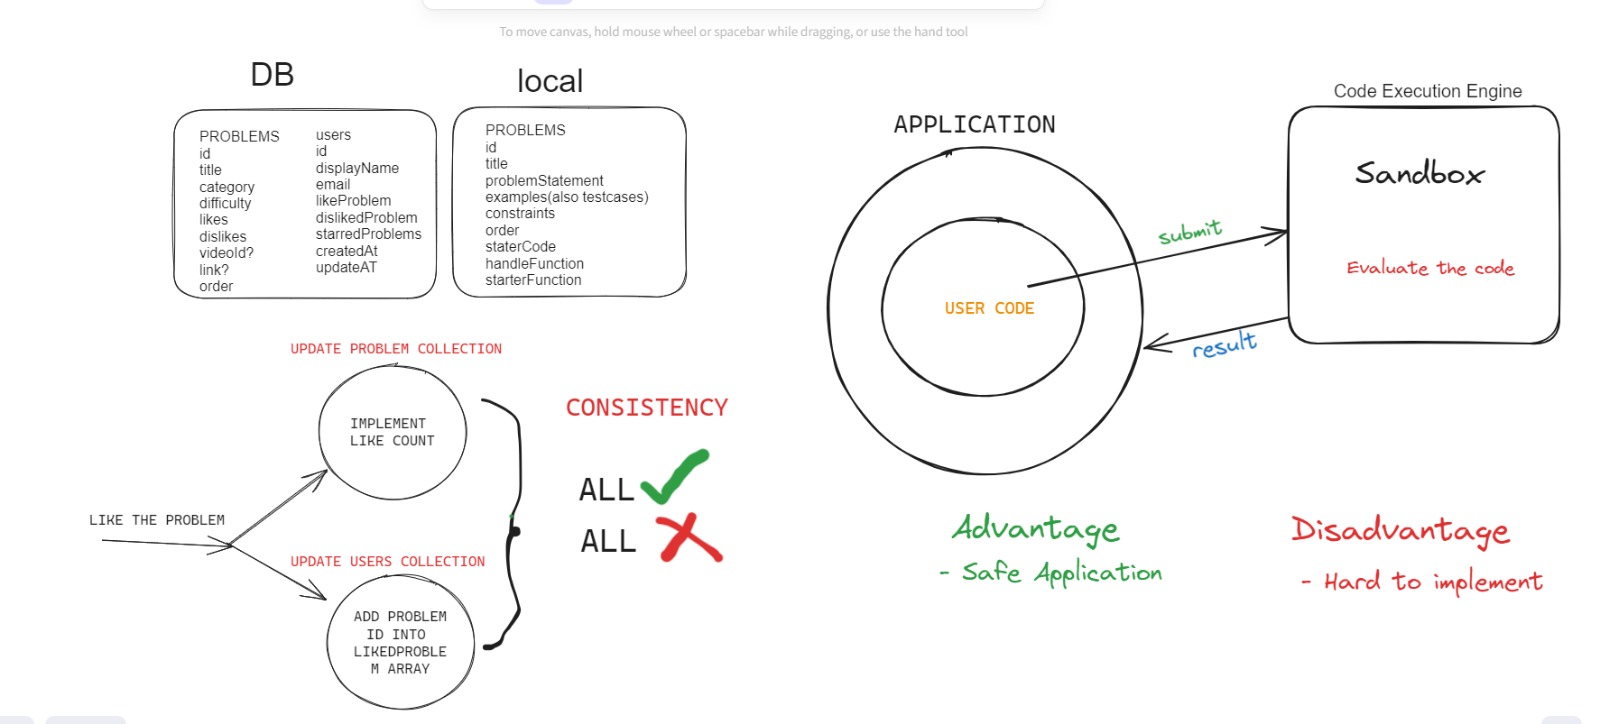 To move canvas, hold mouse wheel or spacebar while dragging, or use the hand tool
DB
PROBLEMS
id
title
category
difficulty
likes
dislikes
videoId?
link?
order
users
id
displayName
email
likeProblem
dislikedProblem
starredProblems
createdAt
updateAT
local
PROBLEMS
id
title
problemStatement
examples(also testcases)
constraints
order
staterCode
handleFunction
starterFunction
UPDATE PROBLEM COLLECTION
IMPLEMENT
LIKE COUNT
LIKE THE PROBLEM
UPDATE USERS COLLECTION
ADD PROBLEM
ID INTO
LIKEDPROBLE
M ARRAY
CONSISTENCY
ALL
ALL
APPLICATION
USER CODE
submit
result
Code Execution Engine
Sandbox
Evaluate the code
Advantage
- Safe Application
Disadvantage
- Hard to implement